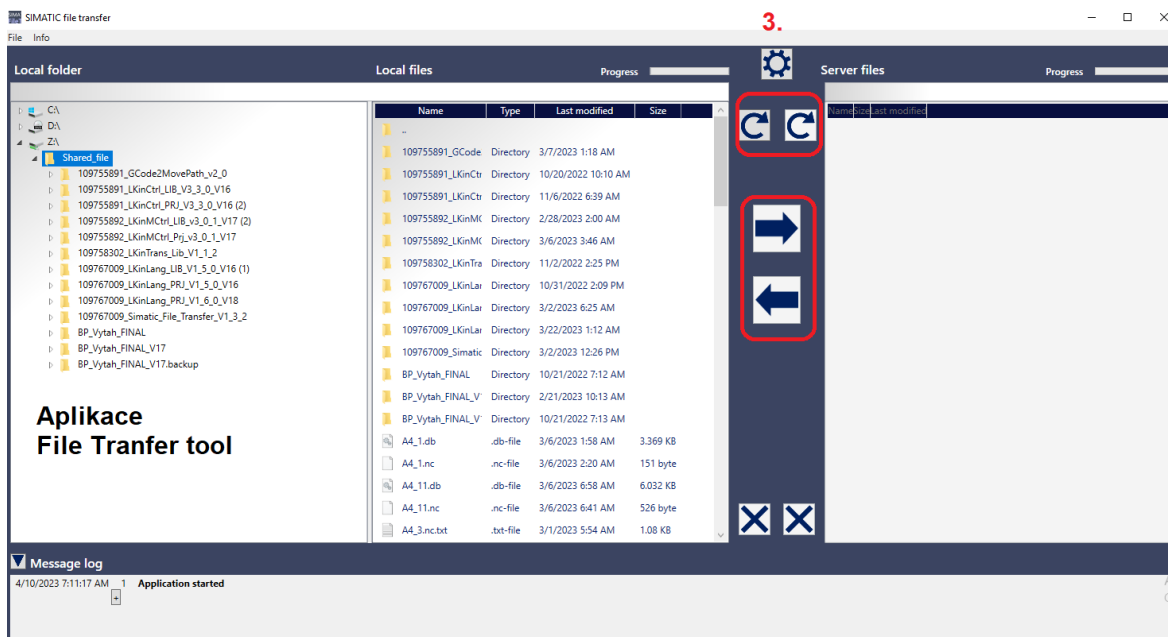 SIMATIC file transfer
3.
File Info
Local folder
Local files
Progress
Server files
Progress
C:\
D:\
Z:\
Shared_file
109755891_GCode2MovePath_v2_0
109755891_LKinCtrl_LIB_V3_3_0_V16
109755891_LKinCtrl_PRJ_V3_3_0_V16 (2)
109755892_LKinMCtrl_LIB_v3_0_1_V17 (2)
109755892_LKinMCtrl_Prj_v3_0_1_V17
109758302_LKinTrans_Lib_V1_1_2
109767009_LKinLang_LIB_V1_5_0_V16 (1)
109767009_LKinLang_PRJ_V1_5_0_V16
109767009_LKinLang_PRJ_V1_6_0_V18
109767009_Simatic_File_Transfer_V1_3_2
BP_Vytah_FINAL
BP_Vytah_FINAL_V17
BP_Vytah_FINAL_V17.backup
Aplikace
File Tranfer tool
Name Type Last modified Size
..
109755891_GCode Directory 3/7/2023 1:18 AM
109755891_LKinCtr Directory 10/20/2022 10:10 AM
109755891_LKinCtr Directory 11/6/2022 6:39 AM
109755892_LKinM( Directory 2/28/2023 2:00 AM
109755892_LKinM( Directory 3/6/2023 3:46 AM
109758302_LKinTra Directory 11/2/2022 2:25 PM
109767009_LKinLar Directory 10/31/2022 2:09 PM
109767009_LKinLar Directory 3/2/2023 6:25 AM
109767009_LKinLar Directory 3/22/2023 1:12 AM
109767009_Simatic Directory 3/2/2023 12:26 PM
BP_Vytah_FINAL Directory 10/21/2022 7:12 AM
BP_Vytah_FINAL_V Directory 2/21/2023 10:13 AM
BP_Vytah_FINAL_V Directory 10/21/2022 7:13 AM
A4_1.db .db-file 3/6/2023 1:58 AM 3.369 KB
A4_1.nc .nc-file 3/6/2023 2:20 AM 151 byte
A4_11.db .db-file 3/6/2023 6:58 AM 6.032 KB
A4_11.nc .nc-file 3/6/2023 6:41 AM 526 byte
A4_3.nc.txt .txt-file 3/1/2023 5:54 AM 1.08 KB
Name Size Last modified
Message log
4/10/2023 7:11:17 AM 1 Application started
+